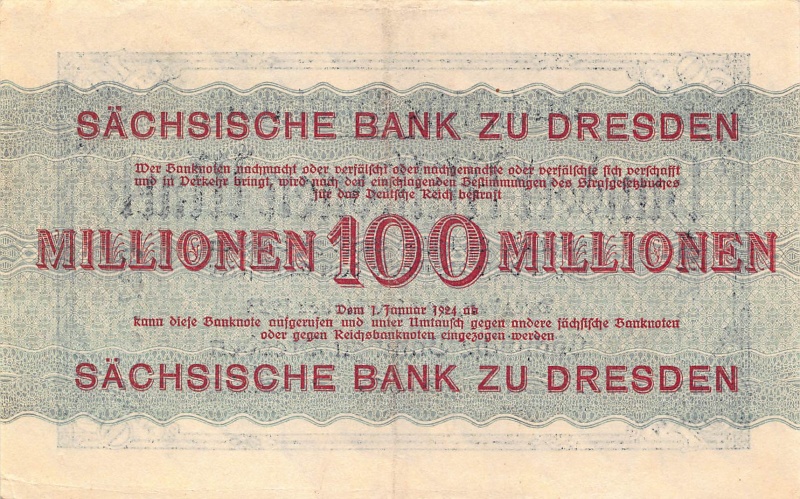 SÄCHSISCHE BANK ZU DRESDEN
Wer Banknoten nachmacht oder verfälscht oder nachgemachte oder verfälschte sich verschafft
und in Verkehr bringt, wird nach den einschlagenden Bestimmungen des Strafgesetzbuches
für das Deutsche Reich bestraft
MILLIONEN 100 MILLIONEN
Vom 1. Januar 1924 ab
kann diese Banknote aufgerufen und unter Umtausch gegen andere sächsische Banknoten
oder gegen Reichsbanknoten eingezogen werden
SÄCHSISCHE BANK ZU DRESDEN